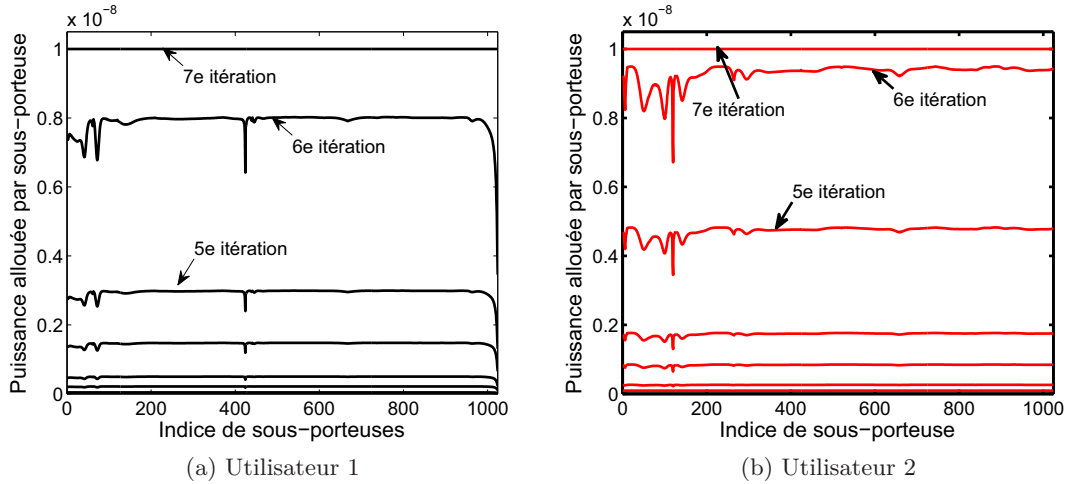 x 10⁻⁸
Puissance allouée par sous−porteuse
1
0.8
0.6
0.4
0.2
0
7e itération
6e itération
5e itération
0 200 400 600 800 1000
Indice de sous−porteuses
(a) Utilisateur 1
x 10⁻⁸
Puissance allouée par sous−porteuse
1
0.8
0.6
0.4
0.2
0
7e itération
6e itération
5e itération
0 200 400 600 800 1000
Indice de sous−porteuse
(b) Utilisateur 2